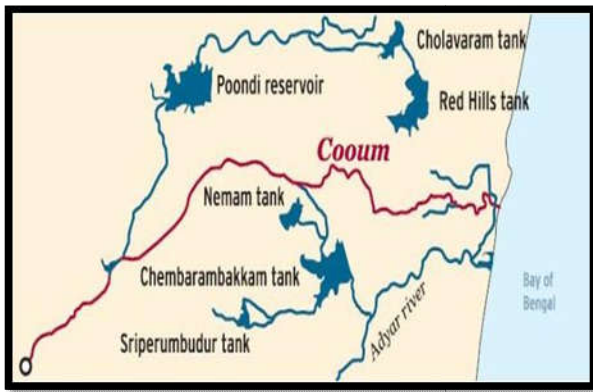 Cholavaram tank
Poondi reservoir
Red Hills tank
Cooum
Nemam tank
Chembarambakkam tank
Bay of
Bengal
Adyar river
Sriperumbudur tank